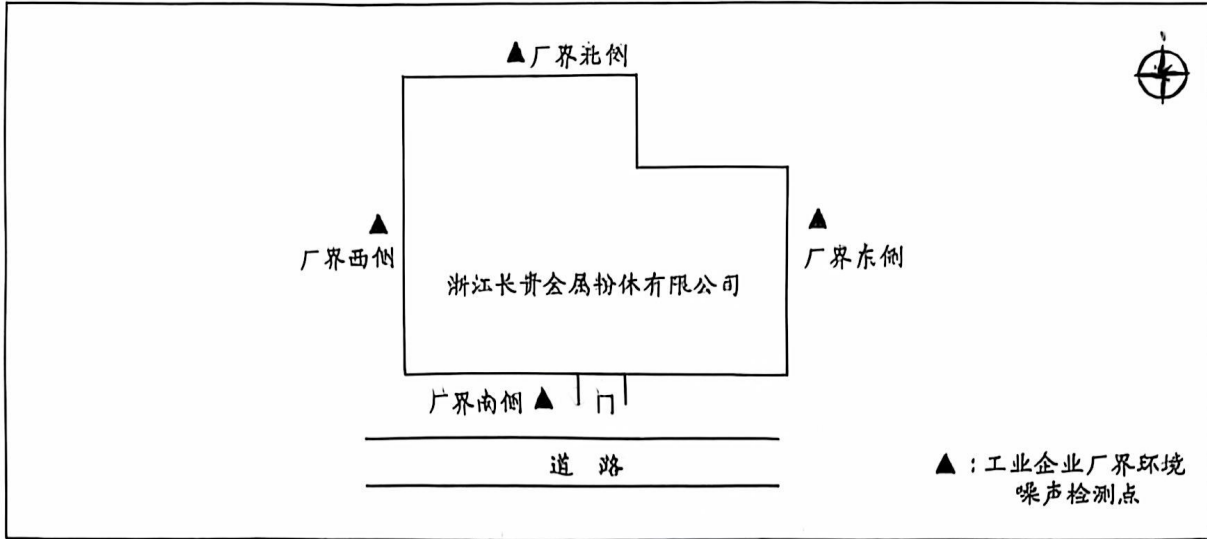 厂界北侧
厂界西侧
厂界东侧
浙江长贵金属粉体有限公司
厂界南侧
门
道路
▲：工业企业厂界环境
噪声检测点